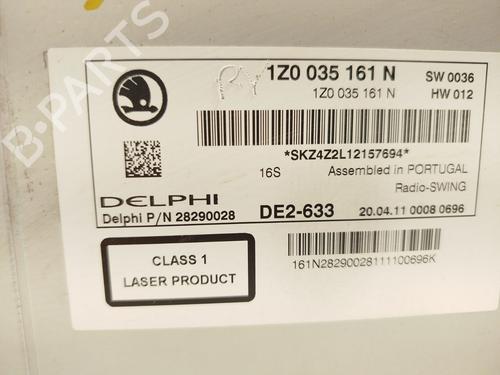 1Z0 035 161 N SW 0036
1Z0 035 161 N HW 012
*SKZ4Z2L12157694*
16S Assembled in PORTUGAL
Radio-SWING
DELPHI
Delphi P/N 28290028 DE2-633 20.04.11 0008 0696
CLASS 1
LASER PRODUCT
161N28290028111100696K
B-PARTS